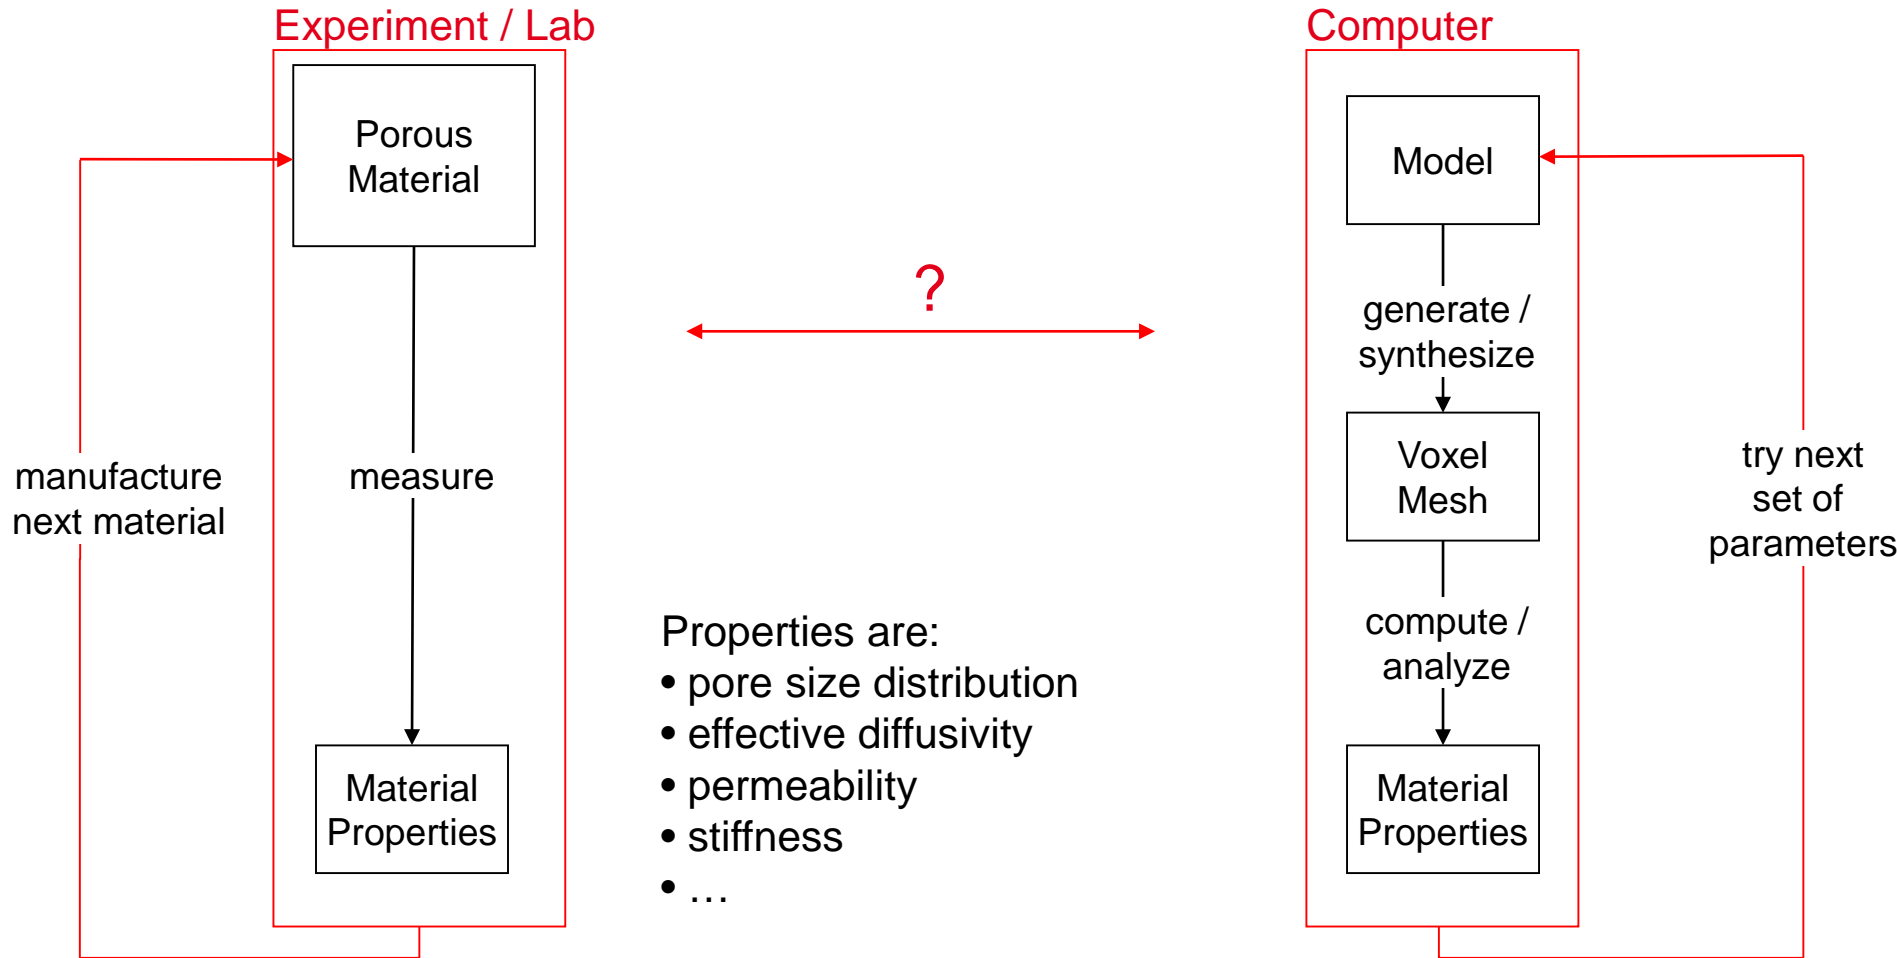 Experiment / Lab
Porous
Material
measure
Material
Properties
manufacture
next material
?
Properties are:
• pore size distribution
• effective diffusivity
• permeability
• stiffness
• …
Computer
Model
generate /
synthesize
Voxel
Mesh
compute /
analyze
Material
Properties
try next
set of
parameters